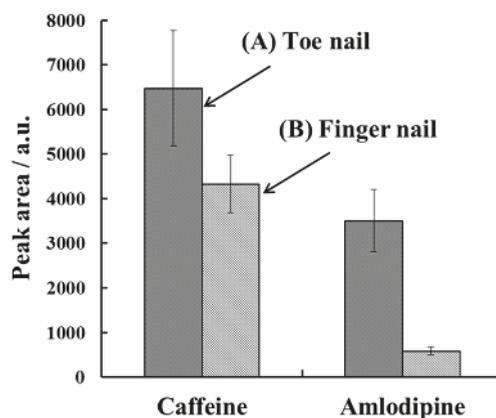 8000
(A) Toe nail
7000
6000
(B) Finger nail
5000
4000
3000
2000
1000
0
Peak area / a.u.
Caffeine
Amlodipine